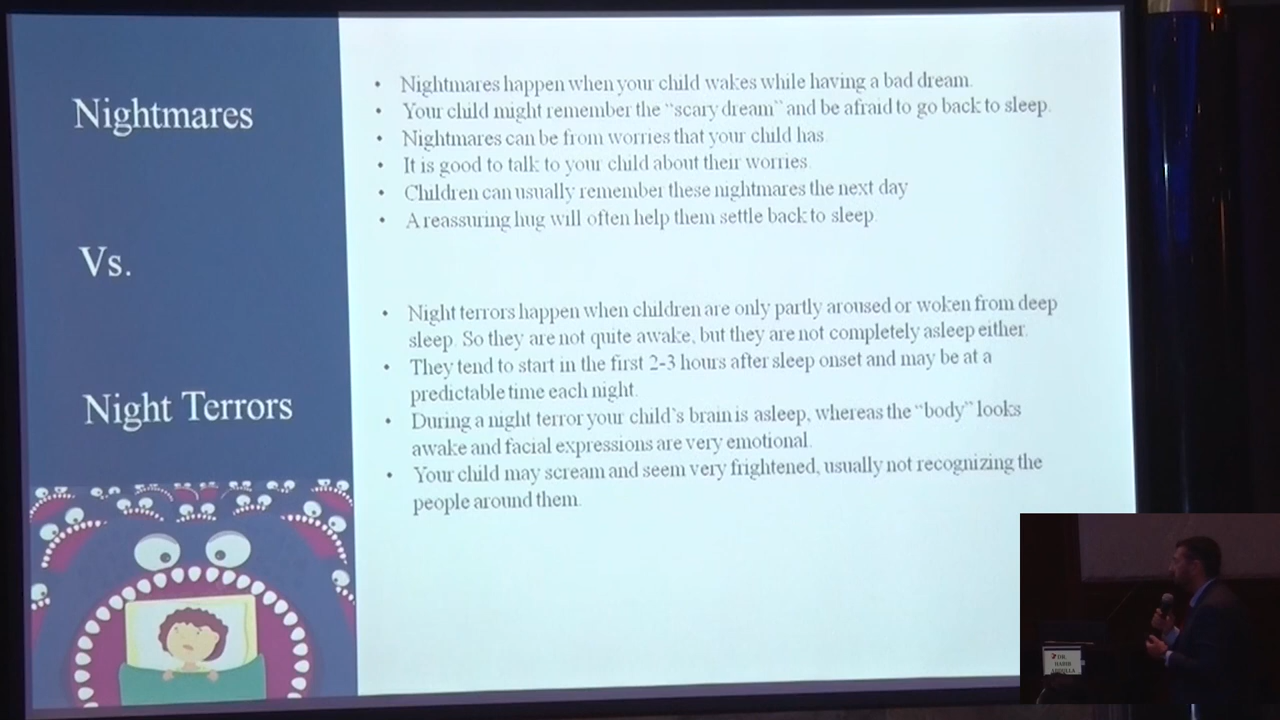 Nightmares
Vs.
Night Terrors
• Nightmares happen when your child wakes while having a bad dream.
• Your child might remember the “scary dream” and be afraid to go back to sleep.
• Nightmares can be from worries that your child has.
• It is good to talk to your child about their worries.
• Children can usually remember these nightmares the next day
• A reassuring hug will often help them settle back to sleep.
• Night terrors happen when children are only partly aroused or woken from deep
sleep. So they are not quite awake, but they are not completely asleep either.
• They tend to start in the first 2-3 hours after sleep onset and may be at a
predictable time each night.
• During a night terror your child’s brain is asleep, whereas the “body” looks
awake and facial expressions are very emotional.
• Your child may scream and seem very frightened, usually not recognizing the
people around them.
DR.